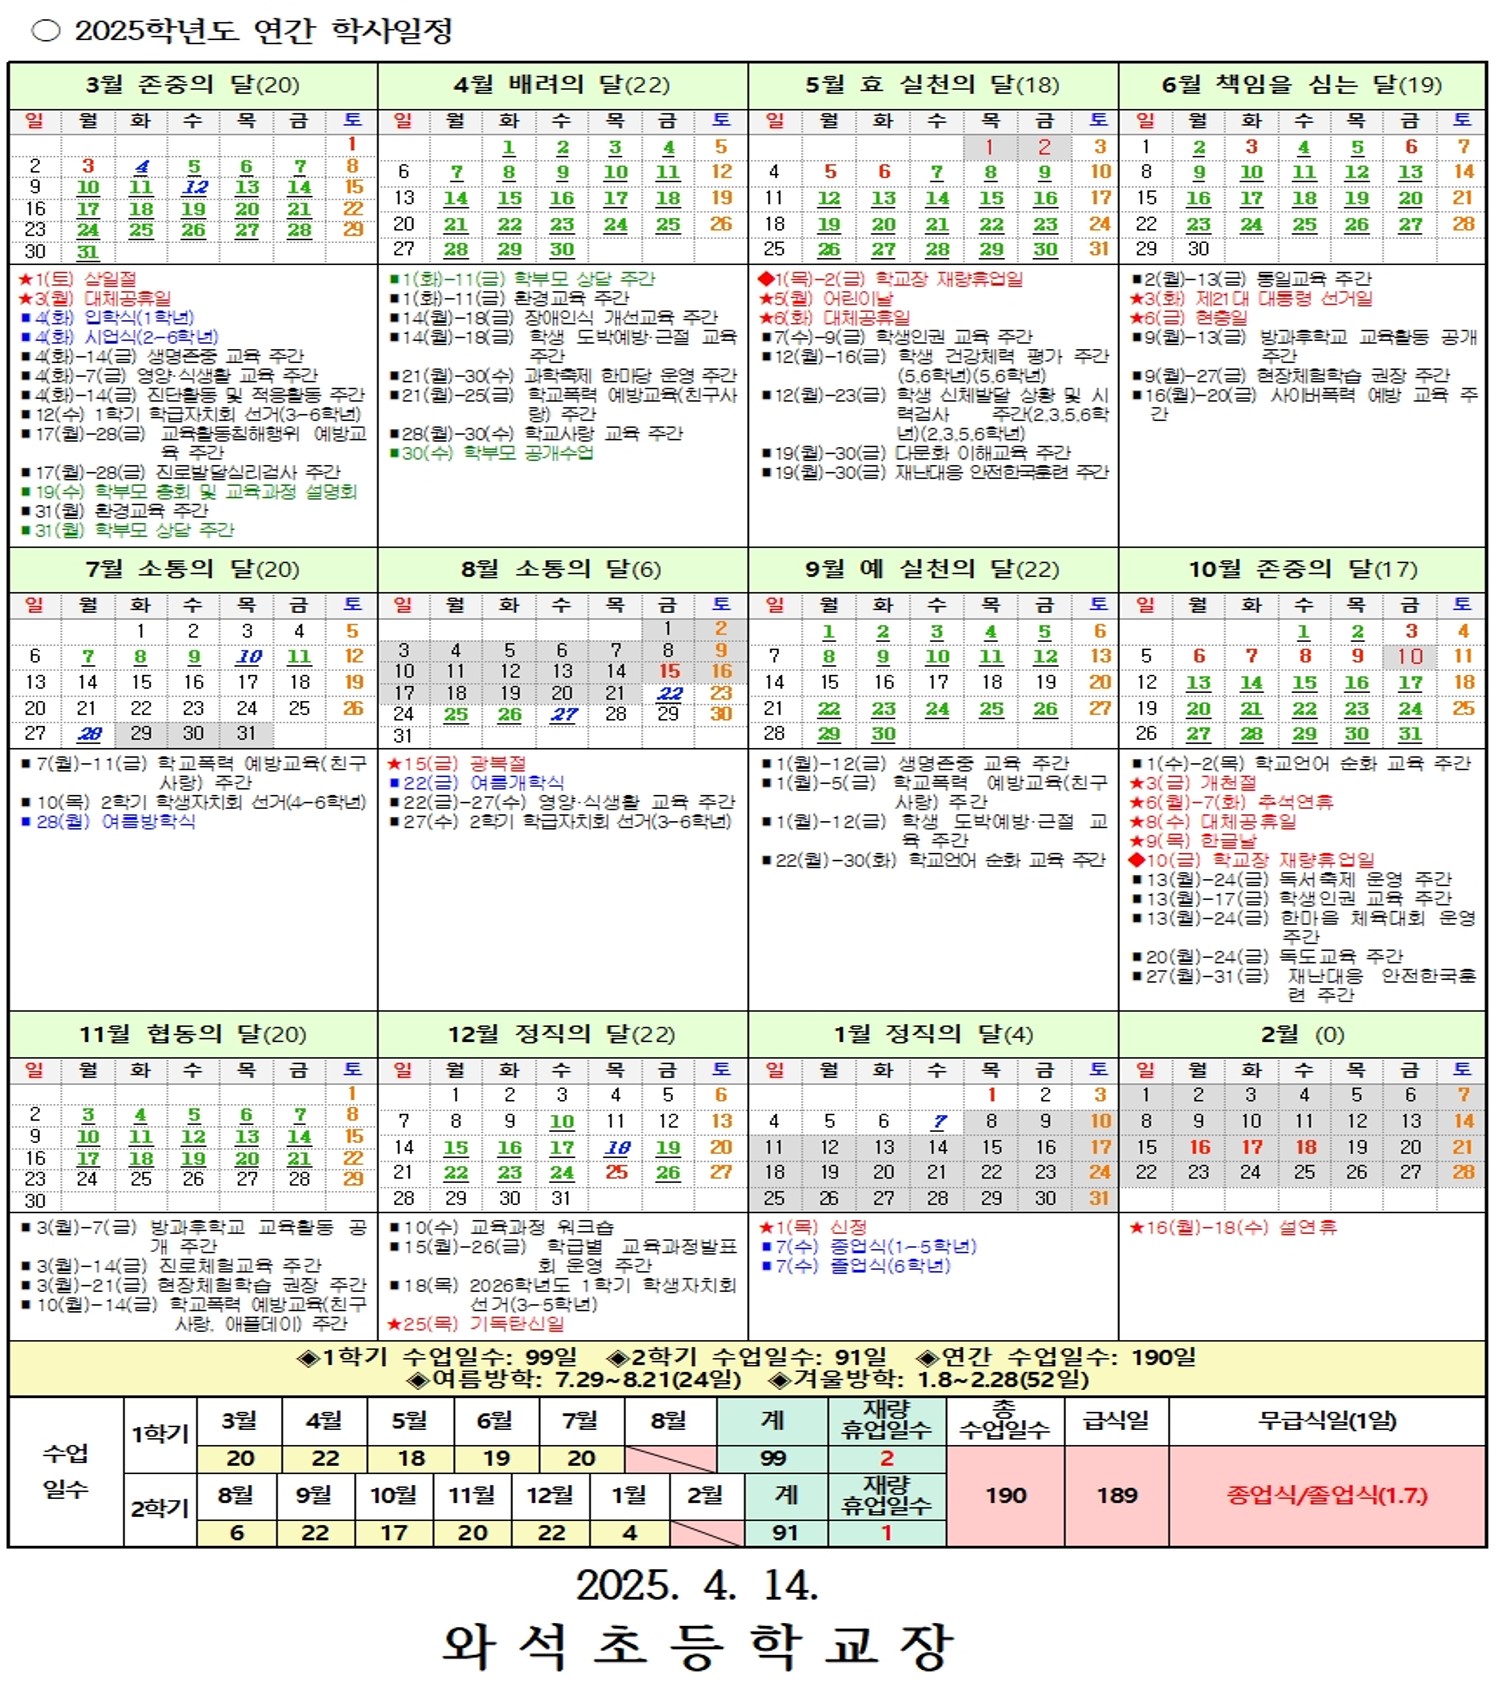 ○ 2025학년도 연간 학사일정
3월 존중의 달(20)
일 월 화 수 목 금 토
1
2 3 4 5 6 7 8
9 10 11 12 13 14 15
16 17 18 19 20 21 22
23 24 25 26 27 28 29
30 31
★1(토) 삼일절
★3(월) 대체공휴일
■4(화) 입학식(1학년)
■4(화) 시업식(2-6학년)
■4(화)-14(금) 생명존중 교육 주간
■4(화)-7(금) 영양·식생활 교육 주간
■4(화)-14(금) 진단활동 및 적응활동 주간
■12(수) 1학기 학급자치회 선거(3-6학년)
■17(월)-28(금) 교육활동침해행위 예방교
육 주간
■17(월)-28(금) 진로발달심리검사 주간
■19(수) 학부모 총회 및 교육과정 설명회
■31(월) 환경교육 주간
■31(월) 학부모 상담 주간
4월 배려의 달(22)
일 월 화 수 목 금 토
1 2 3 4 5
6 7 8 9 10 11 12
13 14 15 16 17 18 19
20 21 22 23 24 25 26
27 28 29 30
■1(화)-11(금) 학부모 상담 주간
■1(화)-11(금) 환경교육 주간
■14(월)-18(금) 장애인식 개선교육 주간
■14(월)-18(금) 학생 도박예방·근절 교육
주간
■21(월)-30(수) 과학축제 한마당 운영 주간
■21(월)-25(금) 학교폭력 예방교육(친구사
랑) 주간
■28(월)-30(수) 학교사랑 교육 주간
■30(수) 학부모 공개수업
5월 효 실천의 달(18)
일 월 화 수 목 금 토
1 2 3
4 5 6 7 8 9 10
11 12 13 14 15 16 17
18 19 20 21 22 23 24
25 26 27 28 29 30 31
◆1(목)-2(금) 학교장 재량휴업일
★5(월) 어린이날
★6(화) 대체공휴일
■7(수)-9(금) 학생인권 교육 주간
■12(월)-16(금) 학생 건강체력 평가 주간
(5,6학년)(5,6학년)
■12(월)-23(금) 학생 신체발달 상황 및 시
력검사 주간(2,3,5,6학
년)(2,3,5,6학년)
■19(월)-30(금) 다문화 이해교육 주간
■19(월)-30(금) 재난대응 안전한국훈련 주간
6월 책임을 심는 달(19)
일 월 화 수 목 금 토
1 2 3 4 5 6 7
8 9 10 11 12 13 14
15 16 17 18 19 20 21
22 23 24 25 26 27 28
29 30
■2(월)-13(금) 통일교육 주간
★3(화) 제21대 대통령 선거일
★6(금) 현충일
■9(월)-13(금) 방과후학교 교육활동 공개
주간
■9(월)-27(금) 현장체험학습 권장 주간
■16(월)-20(금) 사이버폭력 예방 교육 주
간
7월 소통의 달(20)
일 월 화 수 목 금 토
1 2 3 4 5
6 7 8 9 10 11 12
13 14 15 16 17 18 19
20 21 22 23 24 25 26
27 28 29 30 31
■7(월)-11(금) 학교폭력 예방교육(친구
사랑) 주간
■10(목) 2학기 학생자치회 선거(4-6학년)
■28(월) 여름방학식
8월 소통의 달(6)
일 월 화 수 목 금 토
1 2
3 4 5 6 7 8 9
10 11 12 13 14 15 16
17 18 19 20 21 22 23
24 25 26 27 28 29 30
31
★15(금) 광복절
■22(금) 여름개학식
■22(금)-27(수) 영양·식생활 교육 주간
■27(수) 2학기 학급자치회 선거(3-6학년)
9월 예 실천의 달(22)
일 월 화 수 목 금 토
1 2 3 4 5 6
7 8 9 10 11 12 13
14 15 16 17 18 19 20
21 22 23 24 25 26 27
28 29 30
■1(월)-12(금) 생명존중 교육 주간
■1(월)-5(금) 학교폭력 예방교육(친구
사랑) 주간
■1(월)-12(금) 학생 도박예방·근절 교
육 주간
■22(월)-30(화) 학교언어 순화 교육 주간
10월 존중의 달(17)
일 월 화 수 목 금 토
1 2 3 4
5 6 7 8 9 10 11
12 13 14 15 16 17 18
19 20 21 22 23 24 25
26 27 28 29 30 31
■1(수)-2(목) 학교언어 순화 교육 주간
★3(금) 개천절
★6(월)-7(화) 추석연휴
★8(수) 대체공휴일
★9(목) 한글날
◆10(금) 학교장 재량휴업일
■13(월)-24(금) 독서축제 운영 주간
■13(월)-17(금) 학생인권 교육 주간
■13(월)-24(금) 한마음 체육대회 운영
주간
■20(월)-24(금) 독도교육 주간
■27(월)-31(금) 재난대응 안전한국훈
련 주간
11월 협동의 달(20)
일 월 화 수 목 금 토
1
2 3 4 5 6 7 8
9 10 11 12 13 14 15
16 17 18 19 20 21 22
23 24 25 26 27 28 29
30
■3(월)-7(금) 방과후학교 교육활동 공
개 주간
■3(월)-14(금) 진로체험교육 주간
■3(월)-21(금) 현장체험학습 권장 주간
■10(월)-14(금) 학교폭력 예방교육(친구
사랑, 애플데이) 주간
12월 정직의 달(22)
일 월 화 수 목 금 토
1 2 3 4 5 6
7 8 9 10 11 12 13
14 15 16 17 18 19 20
21 22 23 24 25 26 27
28 29 30 31
■10(수) 교육과정 워크숍
■15(월)-26(금) 학급별 교육과정발표
회 운영 주간
■18(목) 2026학년도 1학기 학생자치회
선거(3-5학년)
★25(목) 기독탄신일
1월 정직의 달(4)
일 월 화 수 목 금 토
1 2 3
4 5 6 7 8 9 10
11 12 13 14 15 16 17
18 19 20 21 22 23 24
25 26 27 28 29 30 31
★1(목) 신정
■7(수) 종업식(1-5학년)
■7(수) 졸업식(6학년)
2월 (0)
일 월 화 수 목 금 토
1 2 3 4 5 6 7
8 9 10 11 12 13 14
15 16 17 18 19 20 21
22 23 24 25 26 27 28
★16(월)-18(수) 설연휴
◈1학기 수업일수: 99일 ◈2학기 수업일수: 91일 ◈연간 수업일수: 190일
◈여름방학: 7.29~8.21(24일) ◈겨울방학: 1.8~2.28(52일)
수업
일수
1학기 3월 4월 5월 6월 7월 8월 계 재량
휴업일수 총
수업일수 급식일 무급식일(1일)
20 22 18 19 20 99 2
2학기 8월 9월 10월 11월 12월 1월 2월 계 재량
휴업일수 190 189 종업식/졸업식(1.7.)
6 22 17 20 22 4 91 1
2025. 4. 14.
와석초등학교장